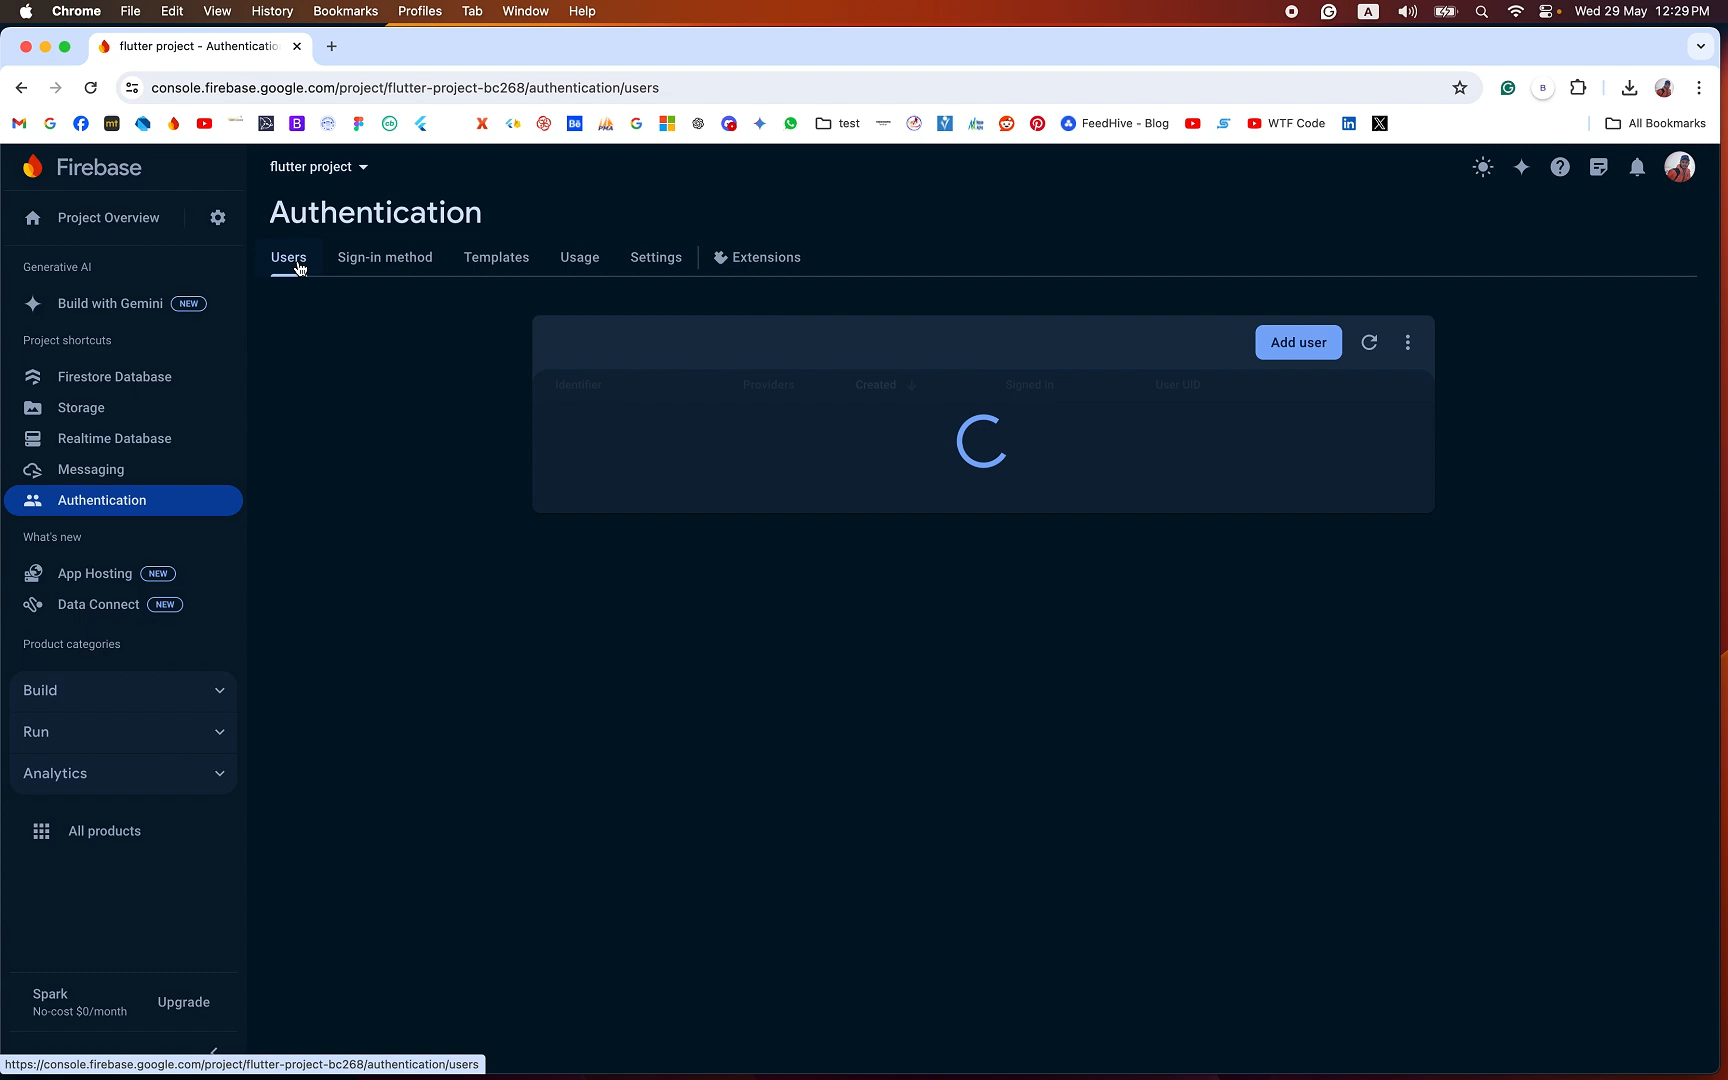 Chrome File Edit View History Bookmarks Profiles Tab Window Help A Wed 29 May 12:29 PM
flutter project - Authenticatio
console.firebase.google.com/project/flutter-project-bc268/authentication/users B
mt B cb X Bē PMA test FeedHive - Blog WTF Code All Bookmarks
Firebase flutter project
Project Overview
Authentication
Users Sign-in method Templates Usage Settings Extensions
Generative AI
Build with Gemini NEW
Project shortcuts
Firestore Database
Storage
Realtime Database
Messaging
Authentication
What's new
App Hosting NEW
Data Connect NEW
Product categories
Build
Run
Analytics
All products
Spark
No-cost $0/month Upgrade
Add user
Identifier Providers Created Signed In User UID
https://console.firebase.google.com/project/flutter-project-bc268/authentication/users